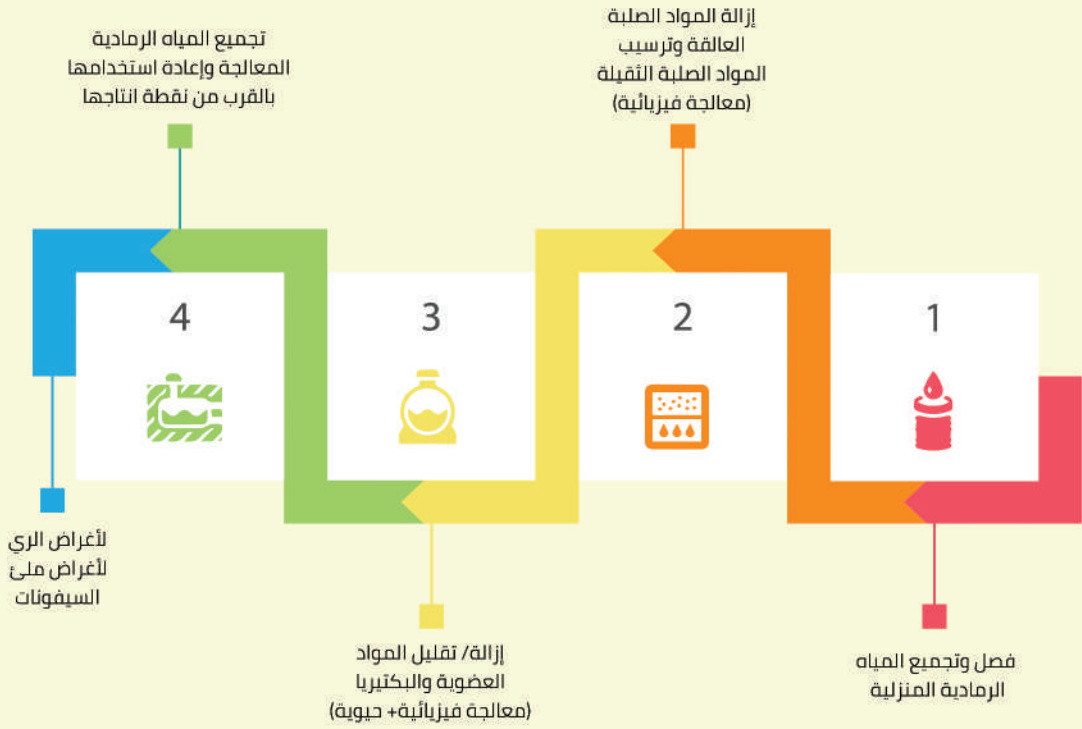 1
فصل وتجميع المياه
الرمادية المنزلية
2
إزالة المواد الصلبة
العالقة وترسيب
المواد الصلبة الثقيلة
(معالجة فيزيائية)
3
إزالة/ تقليل المواد
العضوية والبكتيريا
(معالجة فيزيائية+ حيوية)
4
تجميع المياه الرمادية
المعالجة وإعادة استخدامها
بالقرب من نقطة انتاجها
لأغراض الري
لأغراض ملئ
السيفونات